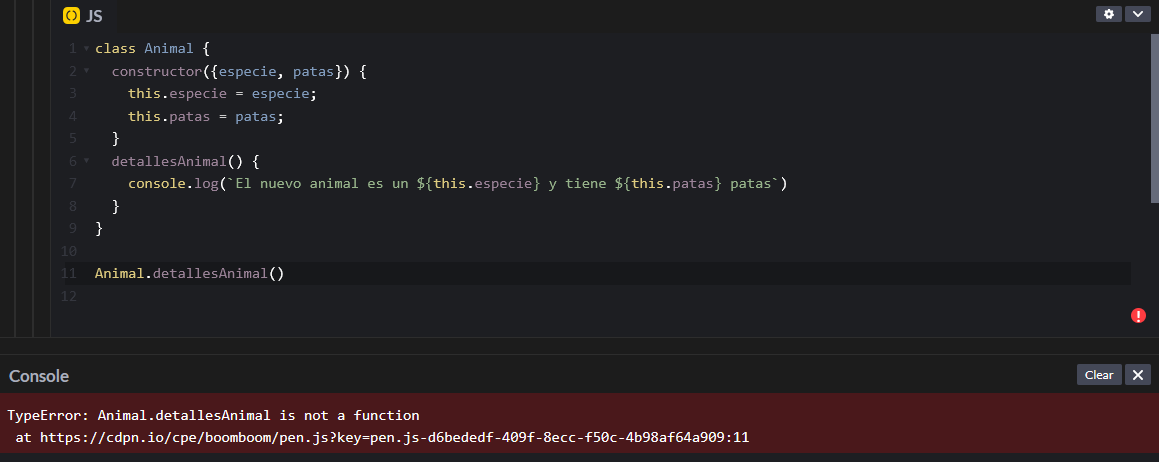 JS
1 class Animal {
2 constructor({especie, patas}) {
3 this.especie = especie;
4 this.patas = patas;
5 }
6 detallesAnimal() {
7 console.log(`El nuevo animal es un ${this.especie} y tiene ${this.patas} patas`)
8 }
9 }
10
11 Animal.detallesAnimal()
12
Console
Clear
TypeError: Animal.detallesAnimal is not a function
at https://cdpn.io/cpe/boomboom/pen.js?key=pen.js-d6bededf-409f-8ecc-f50c-4b98af64a909:11